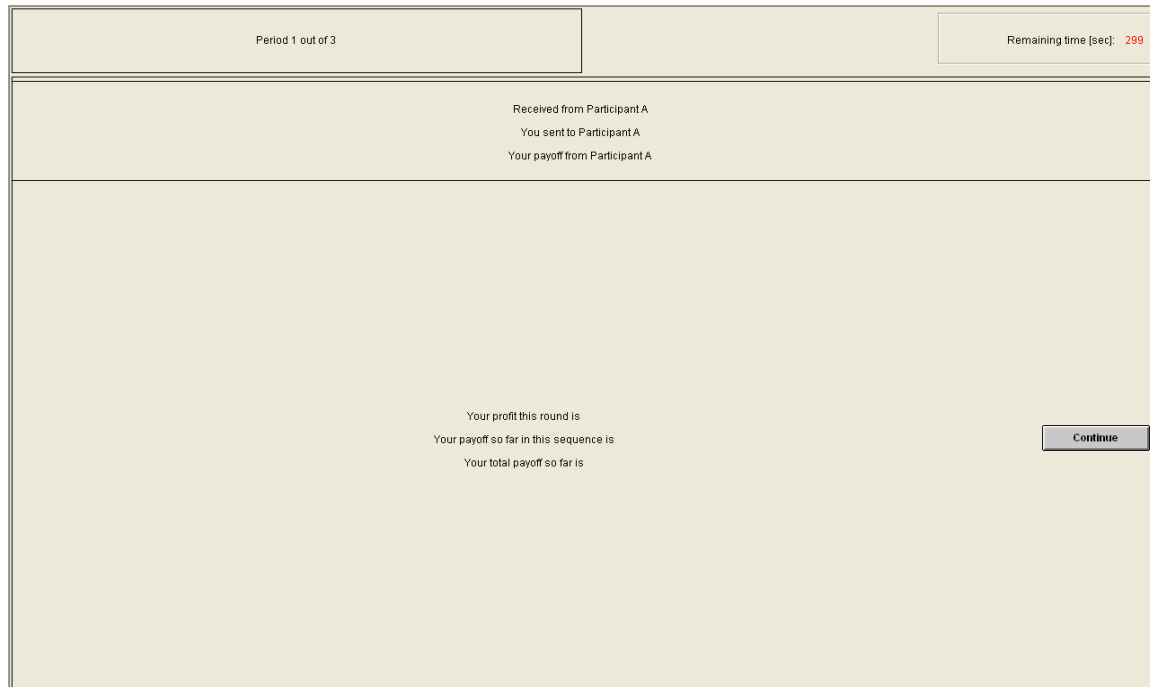 Period 1 out of 3
Remaining time [sec]: 299
Received from Participant A
You sent to Participant A
Your payoff from Participant A
Your profit this round is
Your payoff so far in this sequence is
Your total payoff so far is
Continue